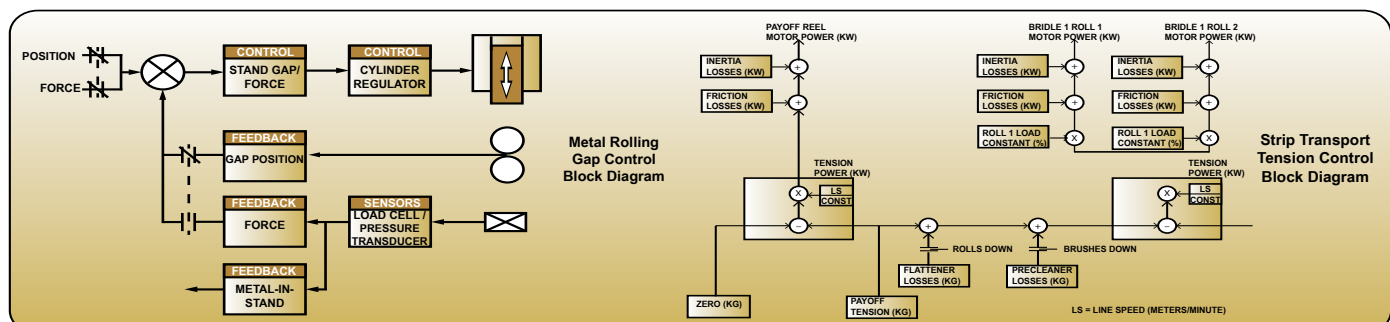 POSITION
FORCE
CONTROL
STAND GAP/
FORCE
CONTROL
CYLINDER
REGULATOR
FEEDBACK
GAP POSITION
FEEDBACK
FORCE
SENSORS
LOAD CELL /
PRESSURE
TRANSDUCER
FEEDBACK
METAL-IN-
STAND
Metal Rolling
Gap Control
Block Diagram
PAYOFF REEL
MOTOR POWER (KW)
INERTIA
LOSSES (KW)
+
FRICTION
LOSSES (KW)
+
TENSION
POWER (KW)
X
LS
CONST
−
ZERO (KG)
PAYOFF
TENSION (KG)
+
ROLLS DOWN
FLATTENER
LOSSES (KG)
+
BRUSHES DOWN
PRECLEANER
LOSSES (KG)
BRIDLE 1 ROLL 1
MOTOR POWER (KW)
INERTIA
LOSSES (KW)
+
FRICTION
LOSSES (KW)
+
ROLL 1 LOAD
CONSTANT (%)
X
BRIDLE 1 ROLL 2
MOTOR POWER (KW)
INERTIA
LOSSES (KW)
+
FRICTION
LOSSES (KW)
+
ROLL 1 LOAD
CONSTANT (%)
X
TENSION
POWER (KW)
X
LS
CONST
−
Strip Transport
Tension Control
Block Diagram
LS = LINE SPEED (METERS/MINUTE)